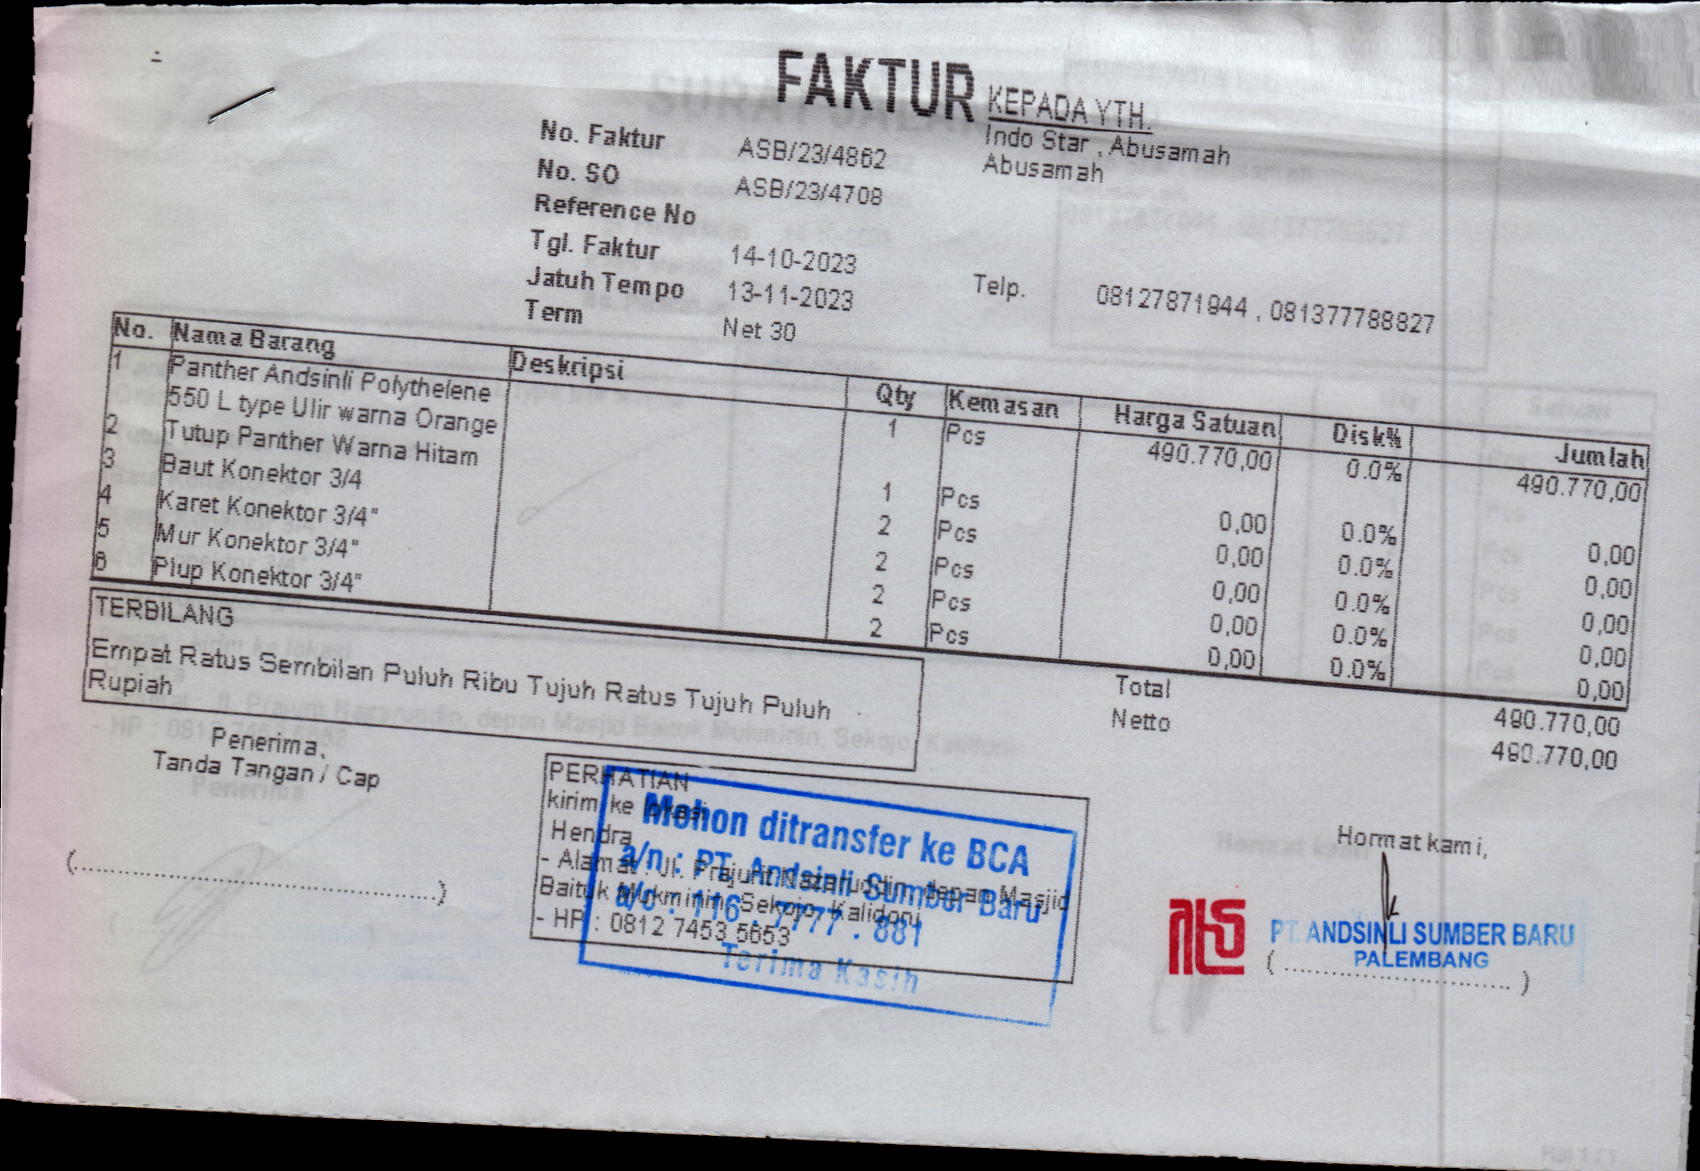 FAKTUR
KEPADA YTH.
Indo Star , Abusamah
Abusamah
No. Faktur ASB/23/4862
No. SO ASB/23/4708
Reference No
Tgl. Faktur 14-10-2023
Jatuh Tempo 13-11-2023
Term Net 30
Telp. 08127871944 , 081377788827
No. Nama Barang Deskripsi Qty Kemasan Harga Satuan Disk% Jumlah
1 Panther Andsinli Polythelene 1 Pcs 490.770,00 0.0% 490.770,00
550 L type Ulir warna Orange
2 Tutup Panther Warna Hitam 1 Pcs 0,00 0.0% 0,00
3 Baut Konektor 3/4 2 Pcs 0,00 0.0% 0,00
4 Karet Konektor 3/4" 2 Pcs 0,00 0.0% 0,00
5 Mur Konektor 3/4" 2 Pcs 0,00 0.0% 0,00
6 Plup Konektor 3/4" 2 Pcs 0,00 0.0% 0,00
TERBILANG
Empat Ratus Sembilan Puluh Ribu Tujuh Ratus Tujuh Puluh
Rupiah
Total 490.770,00
Netto 490.770,00
Penerima,
Tanda Tangan / Cap
(........................................)
PERHATIAN
kirim ke lokasi
Hendra
- Alamat : Jl. Prajurit Nazaruddin, depan Masjid
Baituk Mukminin, Sekojo, Kalidoni
- HP : 0812 7453 5653
Mohon ditransfer ke BCA
a/n : PT. Andsinli Sumber Baru
a/c : 116 - 7777 - 881
Terima Kasih
Hormat kami,
PT. ANDSINLI SUMBER BARU
PALEMBANG
(........................................)